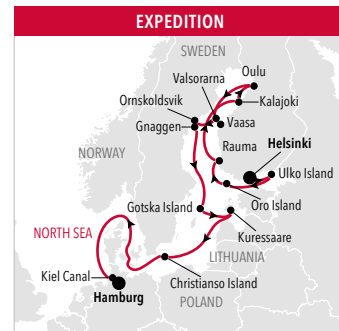 EXPEDITION
SWEDEN
Oulu
Valsorarna
Ornskoldsvik
Kalajoki
Gnaggen
Vaasa
Rauma
Helsinki
NORWAY
Ulko Island
Oro Island
Gotska Island
NORTH SEA
Kuressaare
LITHUANIA
Kiel Canal
Christianso Island
Hamburg
POLAND